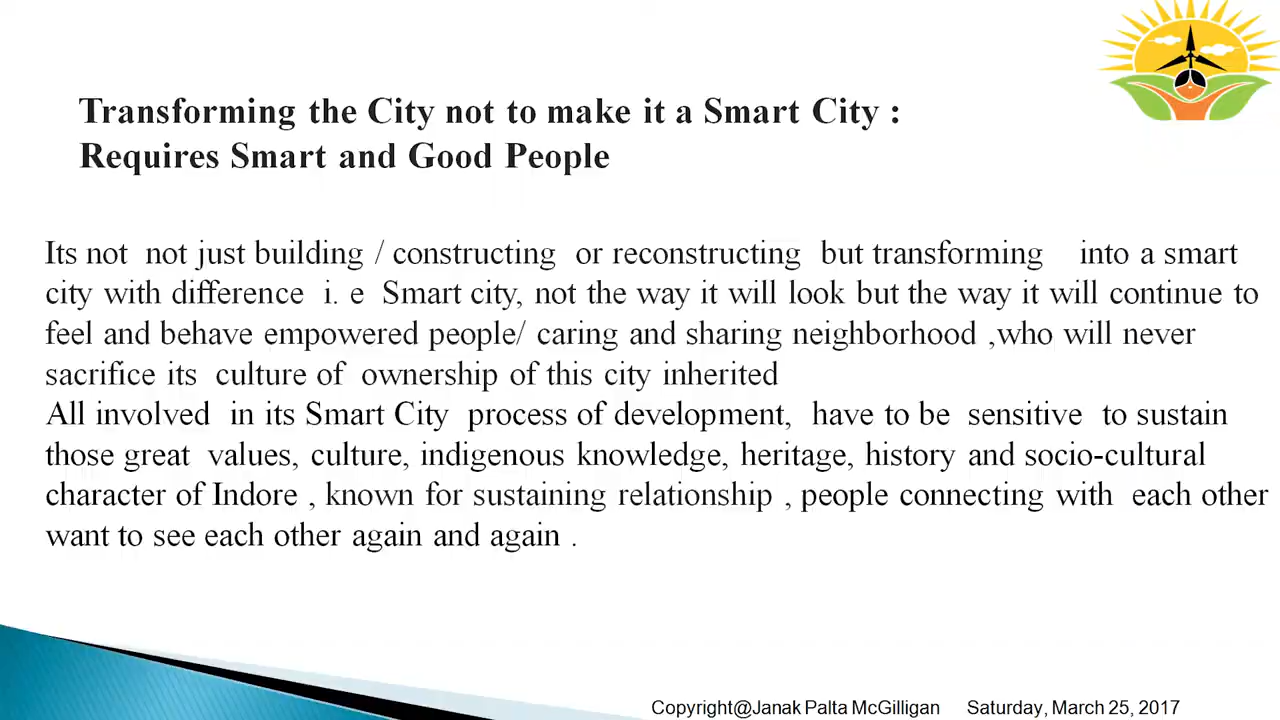 Transforming the City not to make it a Smart City :
Requires Smart and Good People
Its not not just building / constructing or reconstructing but transforming into a smart
city with difference i. e Smart city, not the way it will look but the way it will continue to
feel and behave empowered people/ caring and sharing neighborhood ,who will never
sacrifice its culture of ownership of this city inherited
All involved in its Smart City process of development, have to be sensitive to sustain
those great values, culture, indigenous knowledge, heritage, history and socio-cultural
character of Indore , known for sustaining relationship , people connecting with each other
want to see each other again and again .
Copyright@Janak Palta McGilligan Saturday, March 25, 2017